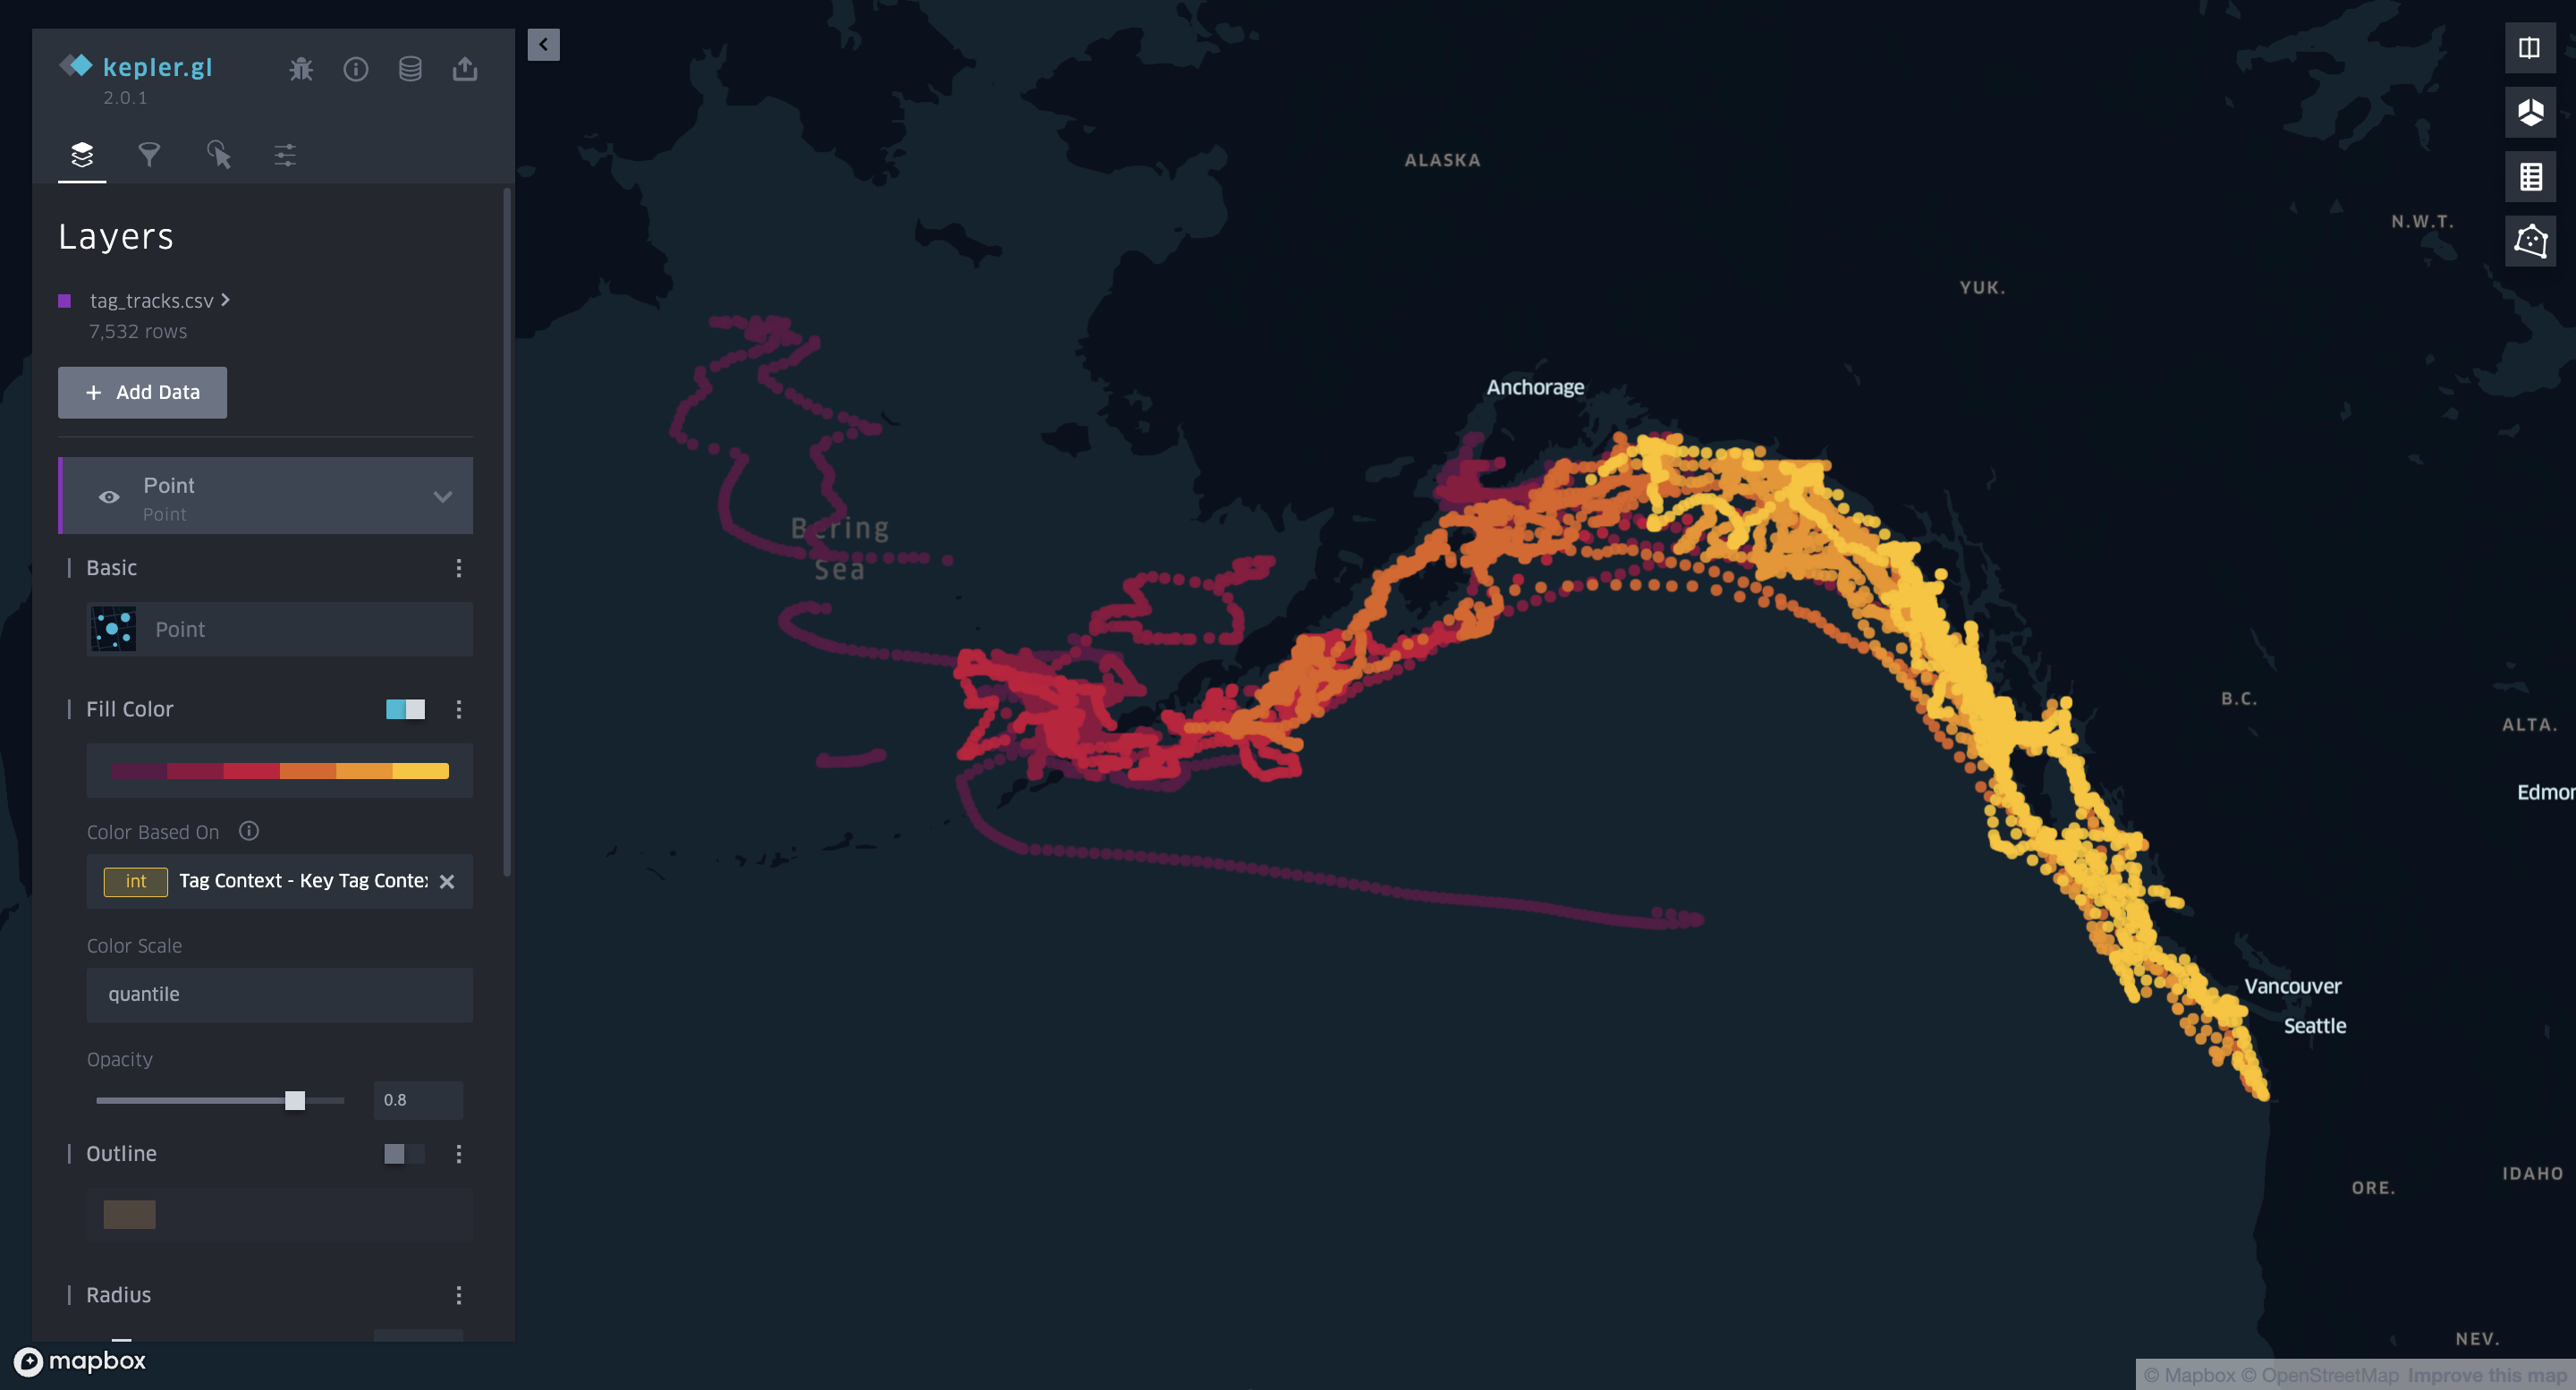 kepler.gl
2.0.1
Layers
tag_tracks.csv
7,532 rows
+ Add Data
Point
Point
Basic
Point
Fill Color
Color Based On
int Tag Context - Key Tag Contex
Color Scale
quantile
Opacity
0.8
Outline
Radius
mapbox
ALASKA
N.W.T.
YUK.
Anchorage
Bering
Sea
B.C.
ALTA.
Edmon
Vancouver
Seattle
IDAHO
ORE.
NEV.
© Mapbox © OpenStreetMap Improve this map